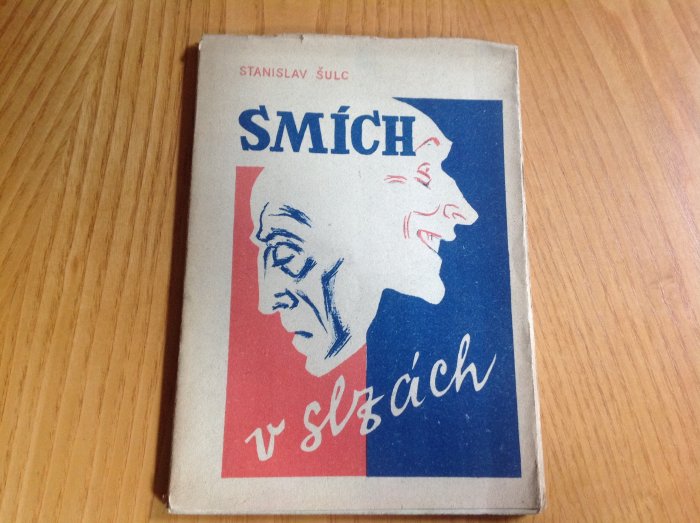 STANISLAV ŠULC
SMÍCH
v slzách